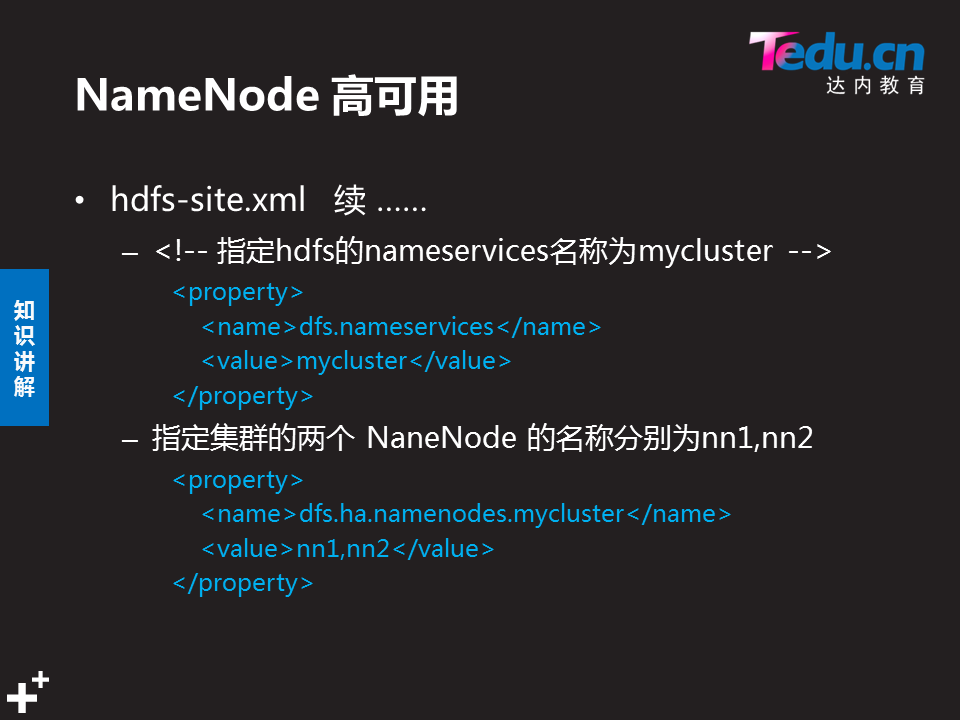 Tedu.cn
达内教育
NameNode 高可用
• hdfs-site.xml 续 ……
– <!-- 指定hdfs的nameservices名称为mycluster -->
<property>
<name>dfs.nameservices</name>
<value>mycluster</value>
</property>
– 指定集群的两个 NaneNode 的名称分别为nn1,nn2
<property>
<name>dfs.ha.namenodes.mycluster</name>
<value>nn1,nn2</value>
</property>
知
识
讲
解